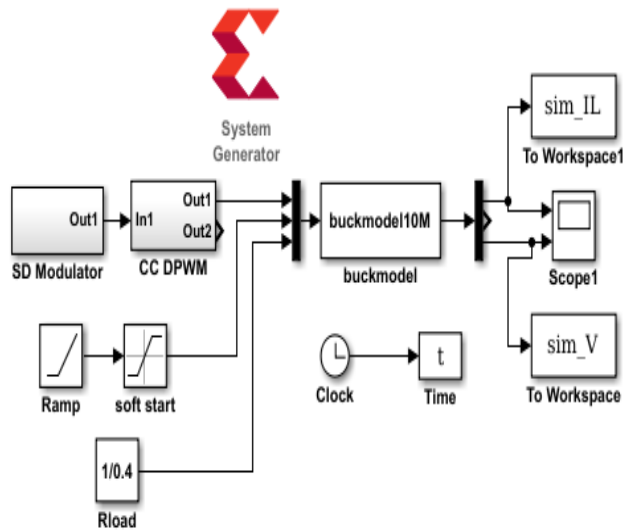 System
Generator
sim_IL
To Workspace1
Out1
SD Modulator
In1
Out1
Out2
CC DPWM
buckmodel10M
buckmodel
Scope1
Ramp
soft start
Clock
t
Time
sim_V
To Workspace
1/0.4
Rload